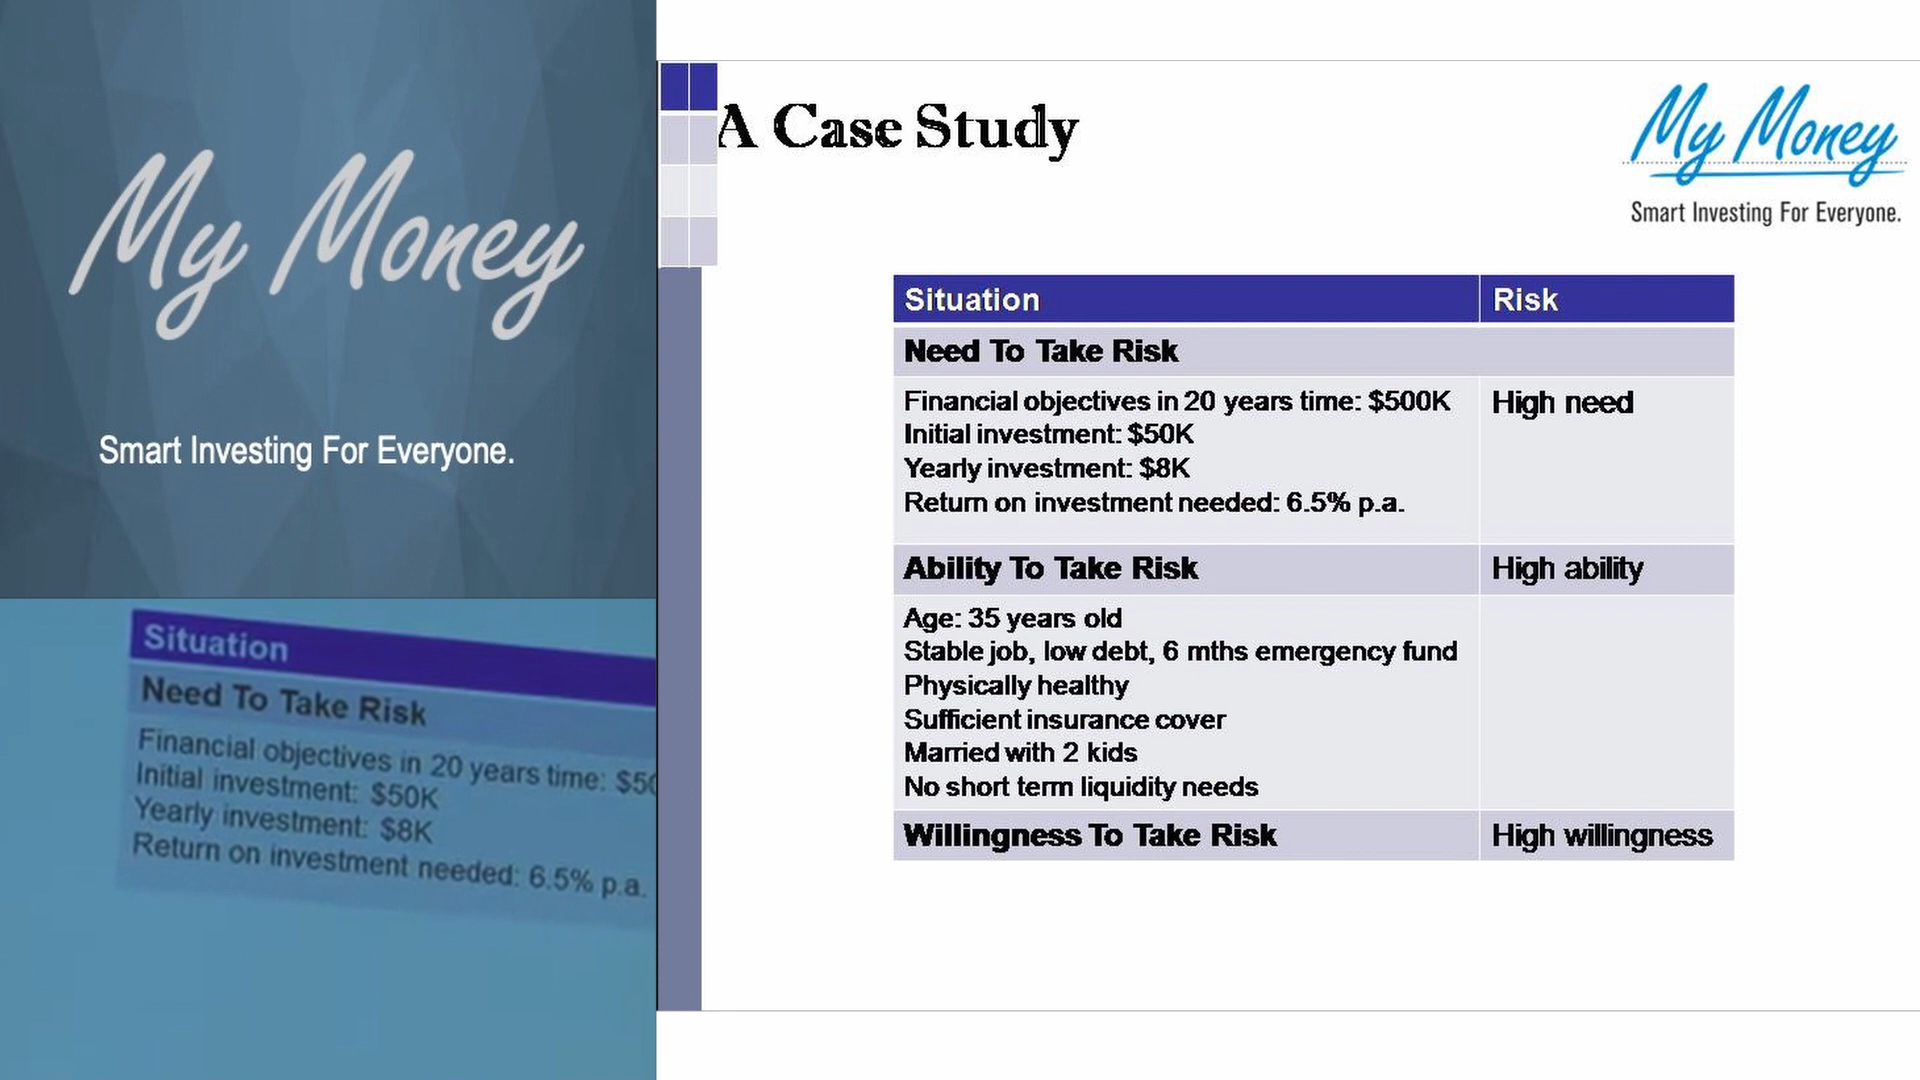 My Money
Smart Investing For Everyone.
Situation
Need To Take Risk
Financial objectives in 20 years time: $50
Initial investment: $50K
Yearly investment: $8K
Return on investment needed: 6.5% p.a.
A Case Study
My Money
Smart Investing For Everyone.
Situation Risk
Need To Take Risk
Financial objectives in 20 years time: $500K High need
Initial investment: $50K
Yearly investment: $8K
Return on investment needed: 6.5% p.a.
Ability To Take Risk High ability
Age: 35 years old
Stable job, low debt, 6 mths emergency fund
Physically healthy
Sufficient insurance cover
Married with 2 kids
No short term liquidity needs
Willingness To Take Risk High willingness